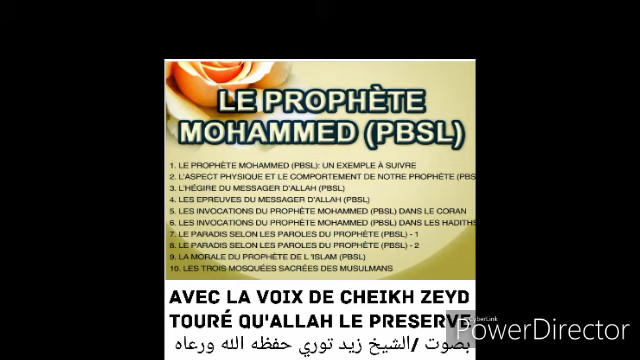 LE PROPHÈTE
MOHAMMED (PBSL)
1. LE PROPHÈTE MOHAMMED (PBSL): UN EXEMPLE À SUIVRE
2. L'ASPECT PHYSIQUE ET LE COMPORTEMENT DE NOTRE PROPHÈTE (PBS
3. L'HÉGIRE DU MESSAGER D'ALLAH (PBSL)
4. LES EPREUVES DU MESSAGER D'ALLAH (PBSL)
5. LES INVOCATIONS DU PROPHÈTE MOHAMMED (PBSL) DANS LE CORAN
6. LES INVOCATIONS DU PROPHÈTE MOHAMMED (PBSL) DANS LES HADITHS
7. LE PARADIS SELON LES PAROLES DU PROPHÈTE (PBSL) - 1
8. LE PARADIS SELON LES PAROLES DU PROPHÈTE (PBSL) - 2
9. LA MORALE DU PROPHÈTE DE L'ISLAM (PBSL)
10. LES TROIS MOSQUÉES SACRÉES DES MUSULMANS
AVEC LA VOIX DE CHEIKH ZEYD
TOURÉ QU'ALLAH LE PRESERVE
بصوت /الشيخ زيد توري حفظه الله ورعاه
CyberLink
PowerDirector